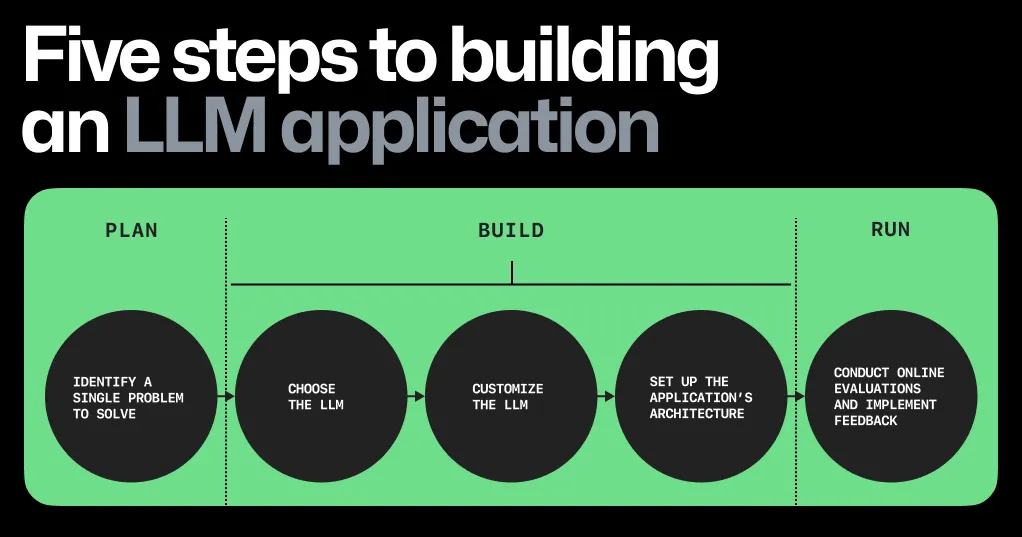 Five steps to building
an LLM application
PLAN
BUILD
RUN
IDENTIFY A
SINGLE PROBLEM
TO SOLVE
CHOOSE
THE LLM
CUSTOMIZE
THE LLM
SET UP THE
APPLICATION’S
ARCHITECTURE
CONDUCT ONLINE
EVALUATIONS
AND IMPLEMENT
FEEDBACK